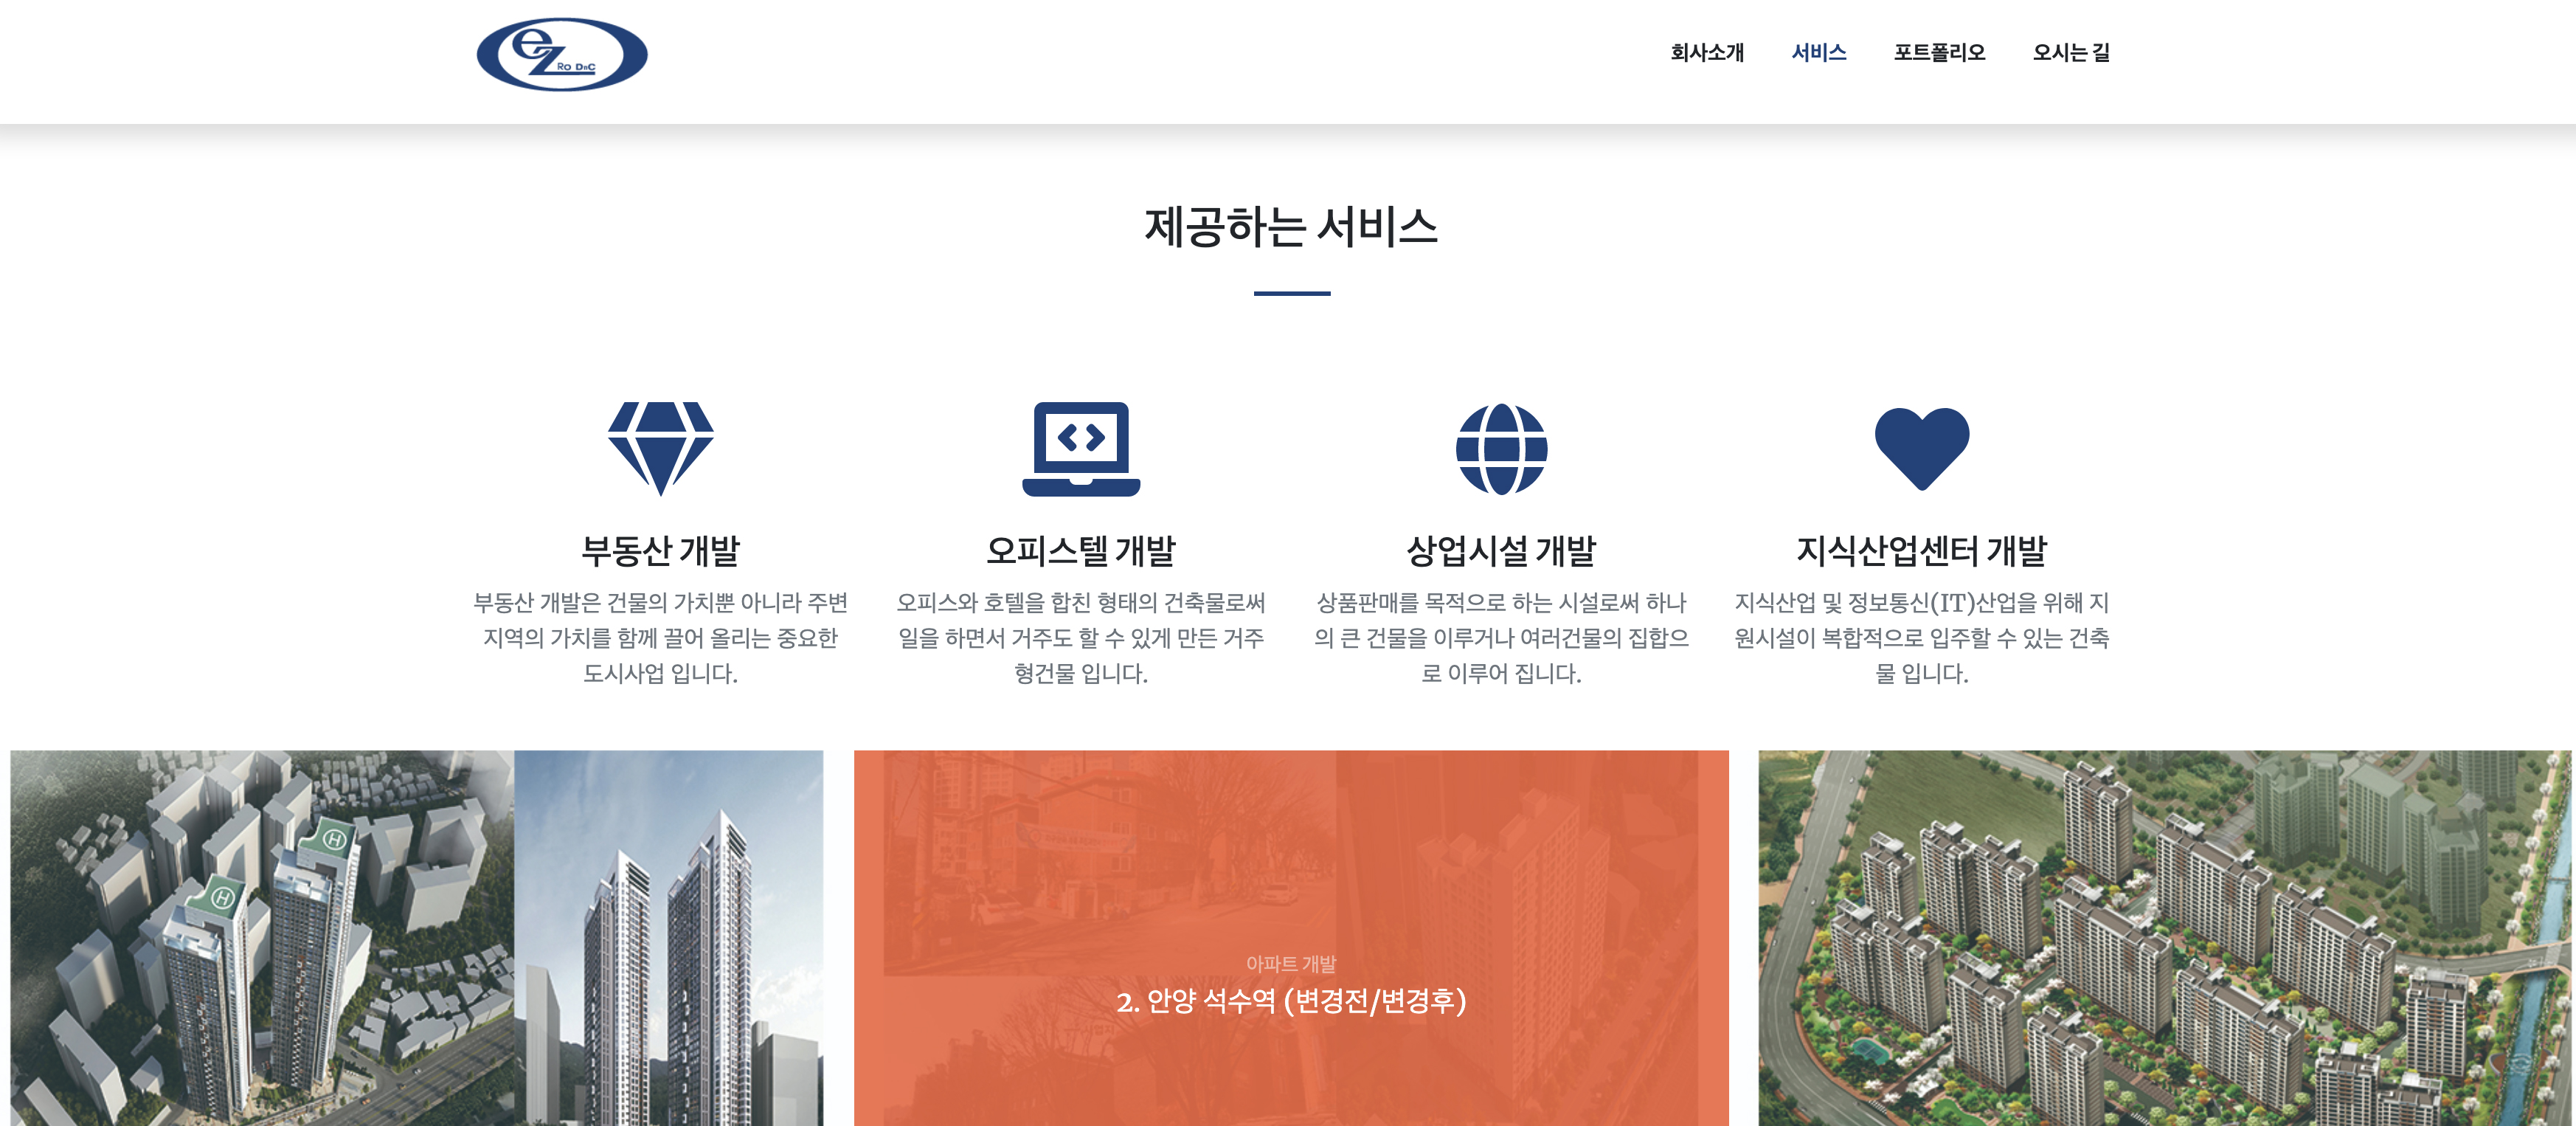 eZ Ro DnC
회사소개 서비스 포트폴리오 오시는 길
제공하는 서비스
부동산 개발
부동산 개발은 건물의 가치뿐 아니라 주변
지역의 가치를 함께 끌어 올리는 중요한
도시사업 입니다.
오피스텔 개발
오피스와 호텔을 합친 형태의 건축물로써
일을 하면서 거주도 할 수 있게 만든 거주
형건물 입니다.
상업시설 개발
상품판매를 목적으로 하는 시설로써 하나
의 큰 건물을 이루거나 여러건물의 집합으
로 이루어 집니다.
지식산업센터 개발
지식산업 및 정보통신(IT)산업을 위해 지
원시설이 복합적으로 입주할 수 있는 건축
물 입니다.
H
H
아파트 개발
2. 안양 석수역 (변경전/변경후)